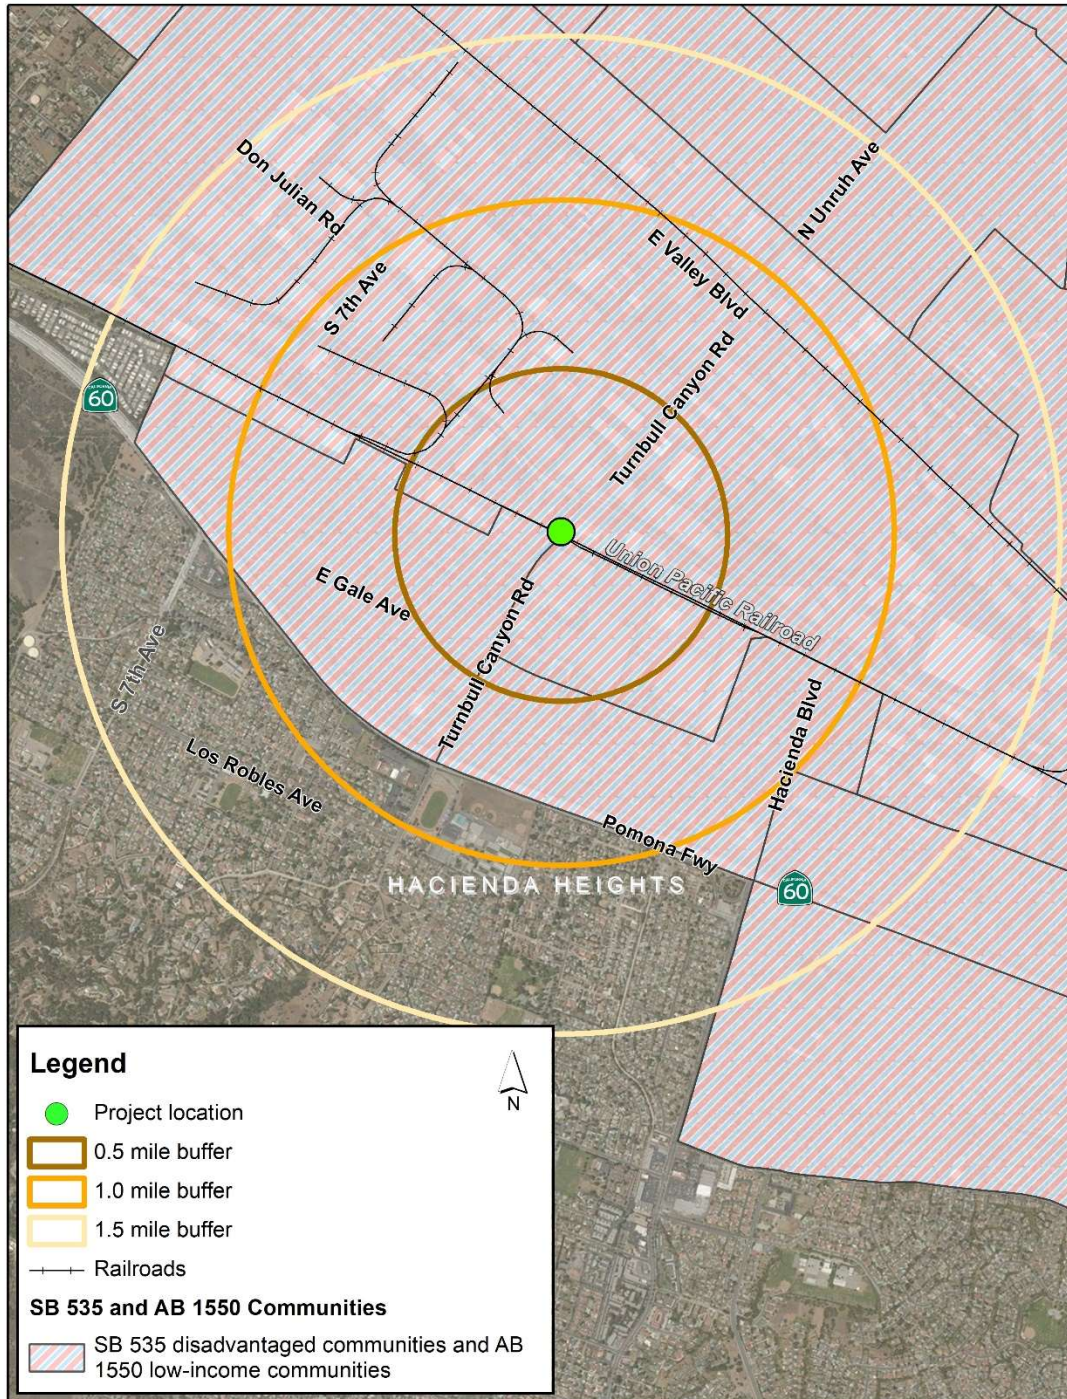 Don Julian Rd
N Unruh Ave
E Valley Blvd
S 7th Ave
CALIFORNIA
60
Turnbull Canyon Rd
Union Pacific Railroad
E Gale Ave
Turnbull Canyon Rd
S 7th Ave
Hacienda Blvd
Los Robles Ave
Pomona Fwy
HACIENDA HEIGHTS
CALIFORNIA
60
Legend
N
Project location
0.5 mile buffer
1.0 mile buffer
1.5 mile buffer
Railroads
SB 535 and AB 1550 Communities
SB 535 disadvantaged communities and AB
1550 low-income communities